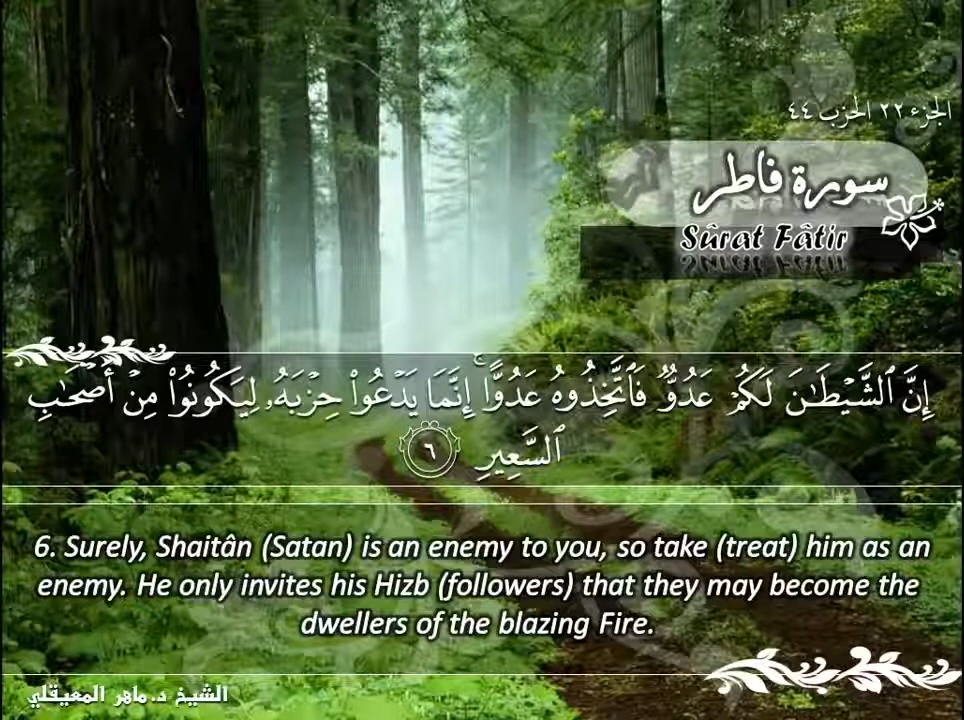 الجزء ٢٢ الحزب ٤٤
سورة فاطر
Sûrat Fâtir
إِنَّ ٱلشَّيْطَـٰنَ لَكُمْ عَدُوٌّ فَٱتَّخِذُوهُ عَدُوًّا ۚ إِنَّمَا يَدْعُوا۟ حِزْبَهُۥ لِيَكُونُوا۟ مِنْ أَصْحَـٰبِ
ٱلسَّعِيرِ ٦
6. Surely, Shaitân (Satan) is an enemy to you, so take (treat) him as an
enemy. He only invites his Hizb (followers) that they may become the
dwellers of the blazing Fire.
الشيخ د. ماهر المعيقلي